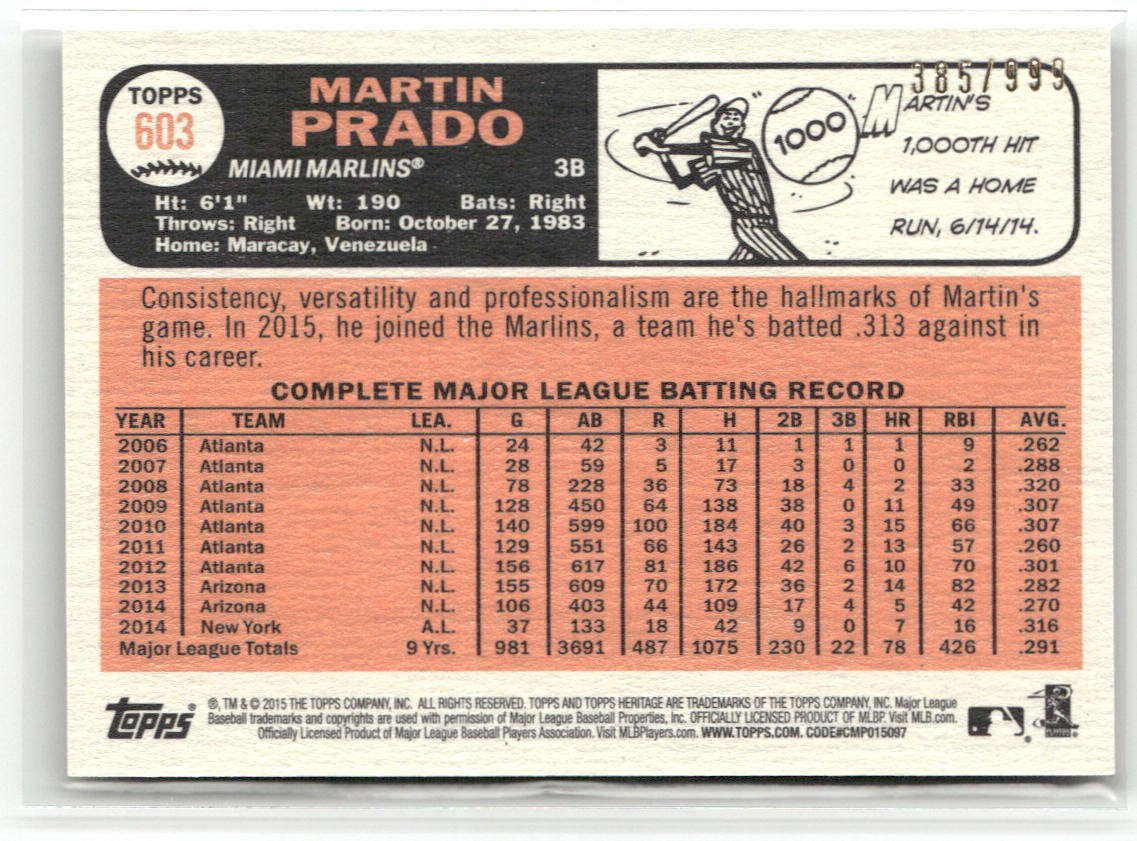 385/999
TOPPS
603
MARTIN
PRADO
MIAMI MARLINS® 3B
Ht: 6'1" Wt: 190 Bats: Right
Throws: Right Born: October 27, 1983
Home: Maracay, Venezuela
"1000"
MARTIN'S
1,000TH HIT
WAS A HOME
RUN, 6/14/14.
Consistency, versatility and professionalism are the hallmarks of Martin's
game. In 2015, he joined the Marlins, a team he's batted .313 against in
his career.
COMPLETE MAJOR LEAGUE BATTING RECORD
YEAR TEAM LEA. G AB R H 2B 3B HR RBI AVG.
2006 Atlanta N.L. 24 42 3 11 1 1 1 9 .262
2007 Atlanta N.L. 28 59 5 17 3 0 0 2 .288
2008 Atlanta N.L. 78 228 36 73 18 4 2 33 .320
2009 Atlanta N.L. 128 450 64 138 38 0 11 49 .307
2010 Atlanta N.L. 140 599 100 184 40 3 15 66 .307
2011 Atlanta N.L. 129 551 66 143 26 2 13 57 .260
2012 Atlanta N.L. 156 617 81 186 42 6 10 70 .301
2013 Arizona N.L. 155 609 70 172 36 2 14 82 .282
2014 Arizona N.L. 106 403 44 109 17 4 5 42 .270
2014 New York A.L. 37 133 18 42 9 0 7 16 .316
Major League Totals 9 Yrs. 981 3691 487 1075 230 22 78 426 .291
Topps®
®, TM & © 2015 THE TOPPS COMPANY, INC. ALL RIGHTS RESERVED. TOPPS AND TOPPS HERITAGE ARE TRADEMARKS OF THE TOPPS COMPANY, INC. Major League
Baseball trademarks and copyrights are used with permission of Major League Baseball Properties, Inc. OFFICIALLY LICENSED PRODUCT OF MLBP. Visit MLB.com.
Officially Licensed Product of Major League Baseball Players Association. Visit MLBPlayers.com. WWW.TOPPS.COM. CODE#CMP015097